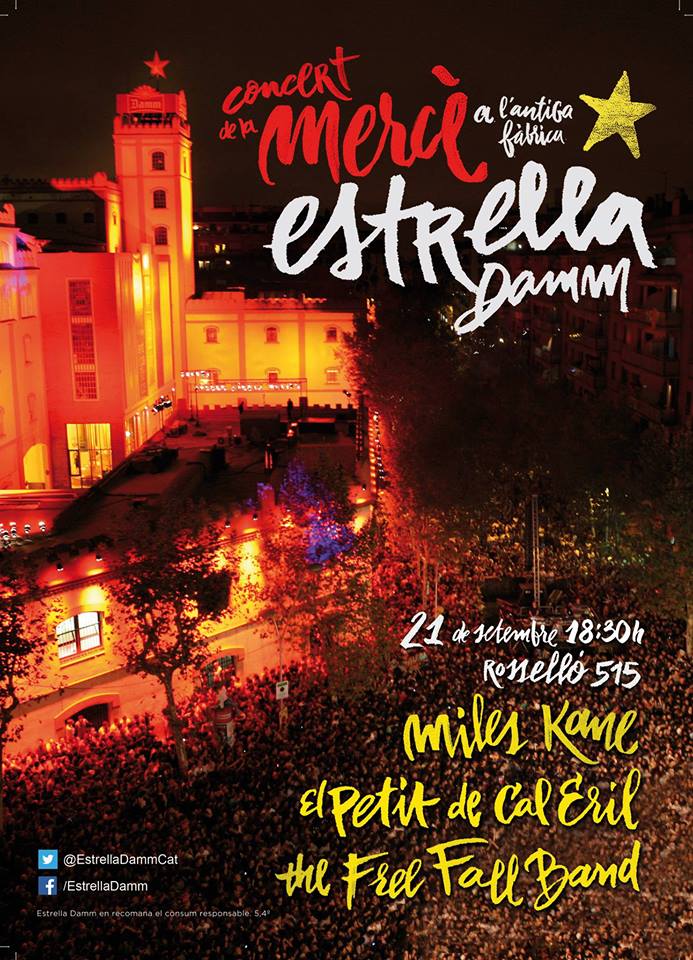 Damm
concert
de la mercè a l'antiga
fàbrica
estrella
Damm
21 de setembre 18:30h
Rosselló 515
Miles Kane
El Petit de Cal Eril
the Free Fall Band
@EstrellaDammCat
/EstrellaDamm
Estrella Damm en recomana el consum responsable. 5,4º